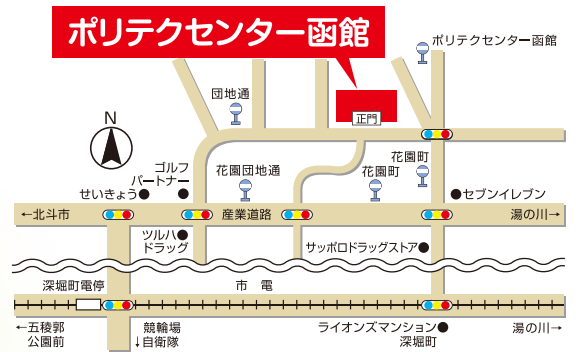 ポリテクセンター函館
ポリテクセンター函館
団地通
正門
N
ゴルフ
パートナー
せいきょう
花園団地通
花園町
花園町
セブンイレブン
←北斗市
産業道路
湯の川→
ツルハ
ドラッグ
サッポロドラッグストア
深堀町電停
市 電
←五稜郭
公園前
競輪場
↓自衛隊
ライオンズマンション
深堀町
湯の川→